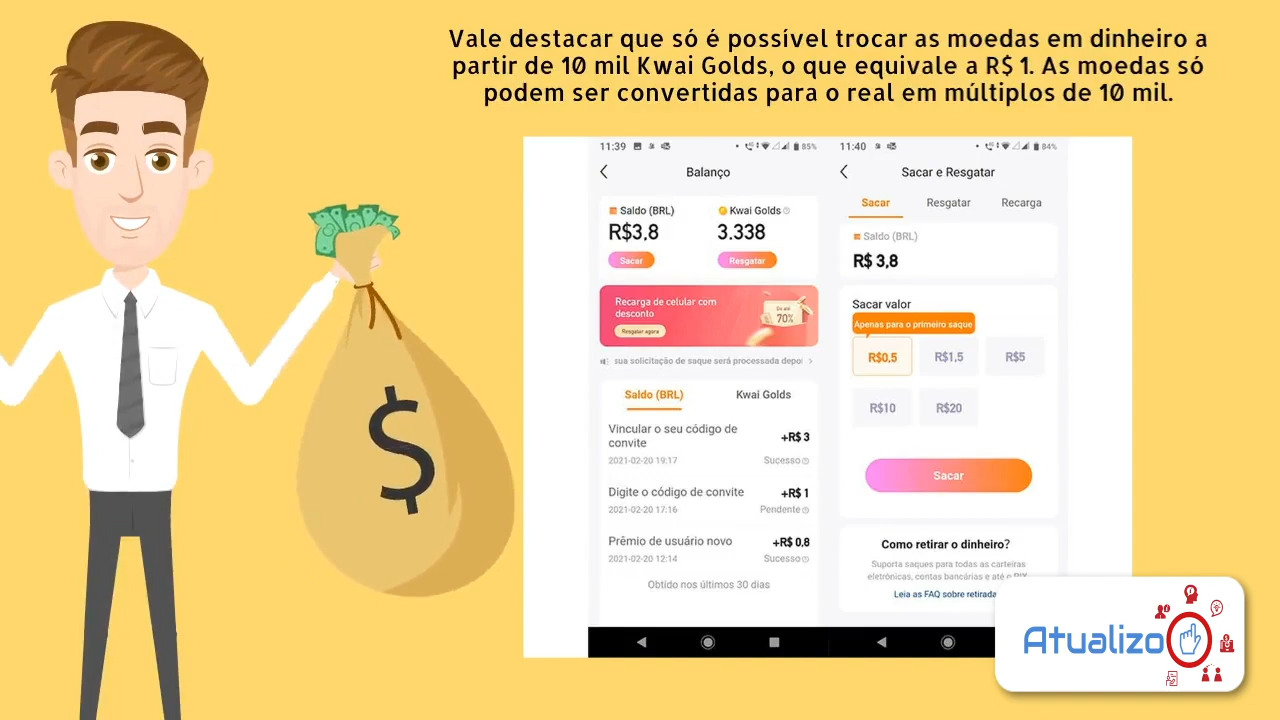 Vale destacar que só é possível trocar as moedas em dinheiro a
partir de 10 mil Kwai Golds, o que equivale a R$ 1. As moedas só
podem ser convertidas para o real em múltiplos de 10 mil.
11:39
85%
Balanço
Saldo (BRL)
Kwai Golds
R$3,8
3.338
Sacar
Resgatar
Recarga de celular com
desconto
Resgatar agora
De até
70%
sua solicitação de saque será processada depoi
Saldo (BRL)
Kwai Golds
Vincular o seu código de
convite
+R$ 3
2021-02-20 19:17
Sucesso
Digite o código de convite
+R$ 1
2021-02-20 17:16
Pendente
Prêmio de usuário novo
+R$ 0,8
2021-02-20 12:14
Sucesso
Obtido nos últimos 30 dias
11:40
84%
Sacar e Resgatar
Sacar
Resgatar
Recarga
Saldo (BRL)
R$ 3,8
Sacar valor
Apenas para o primeiro saque
R$0,5
R$1,5
R$5
R$10
R$20
Sacar
Como retirar o dinheiro?
Suporta saques para todas as carteiras
eletrônicas, contas bancárias e até o PIX
Leia as FAQ sobre retirada
$
Atualizo